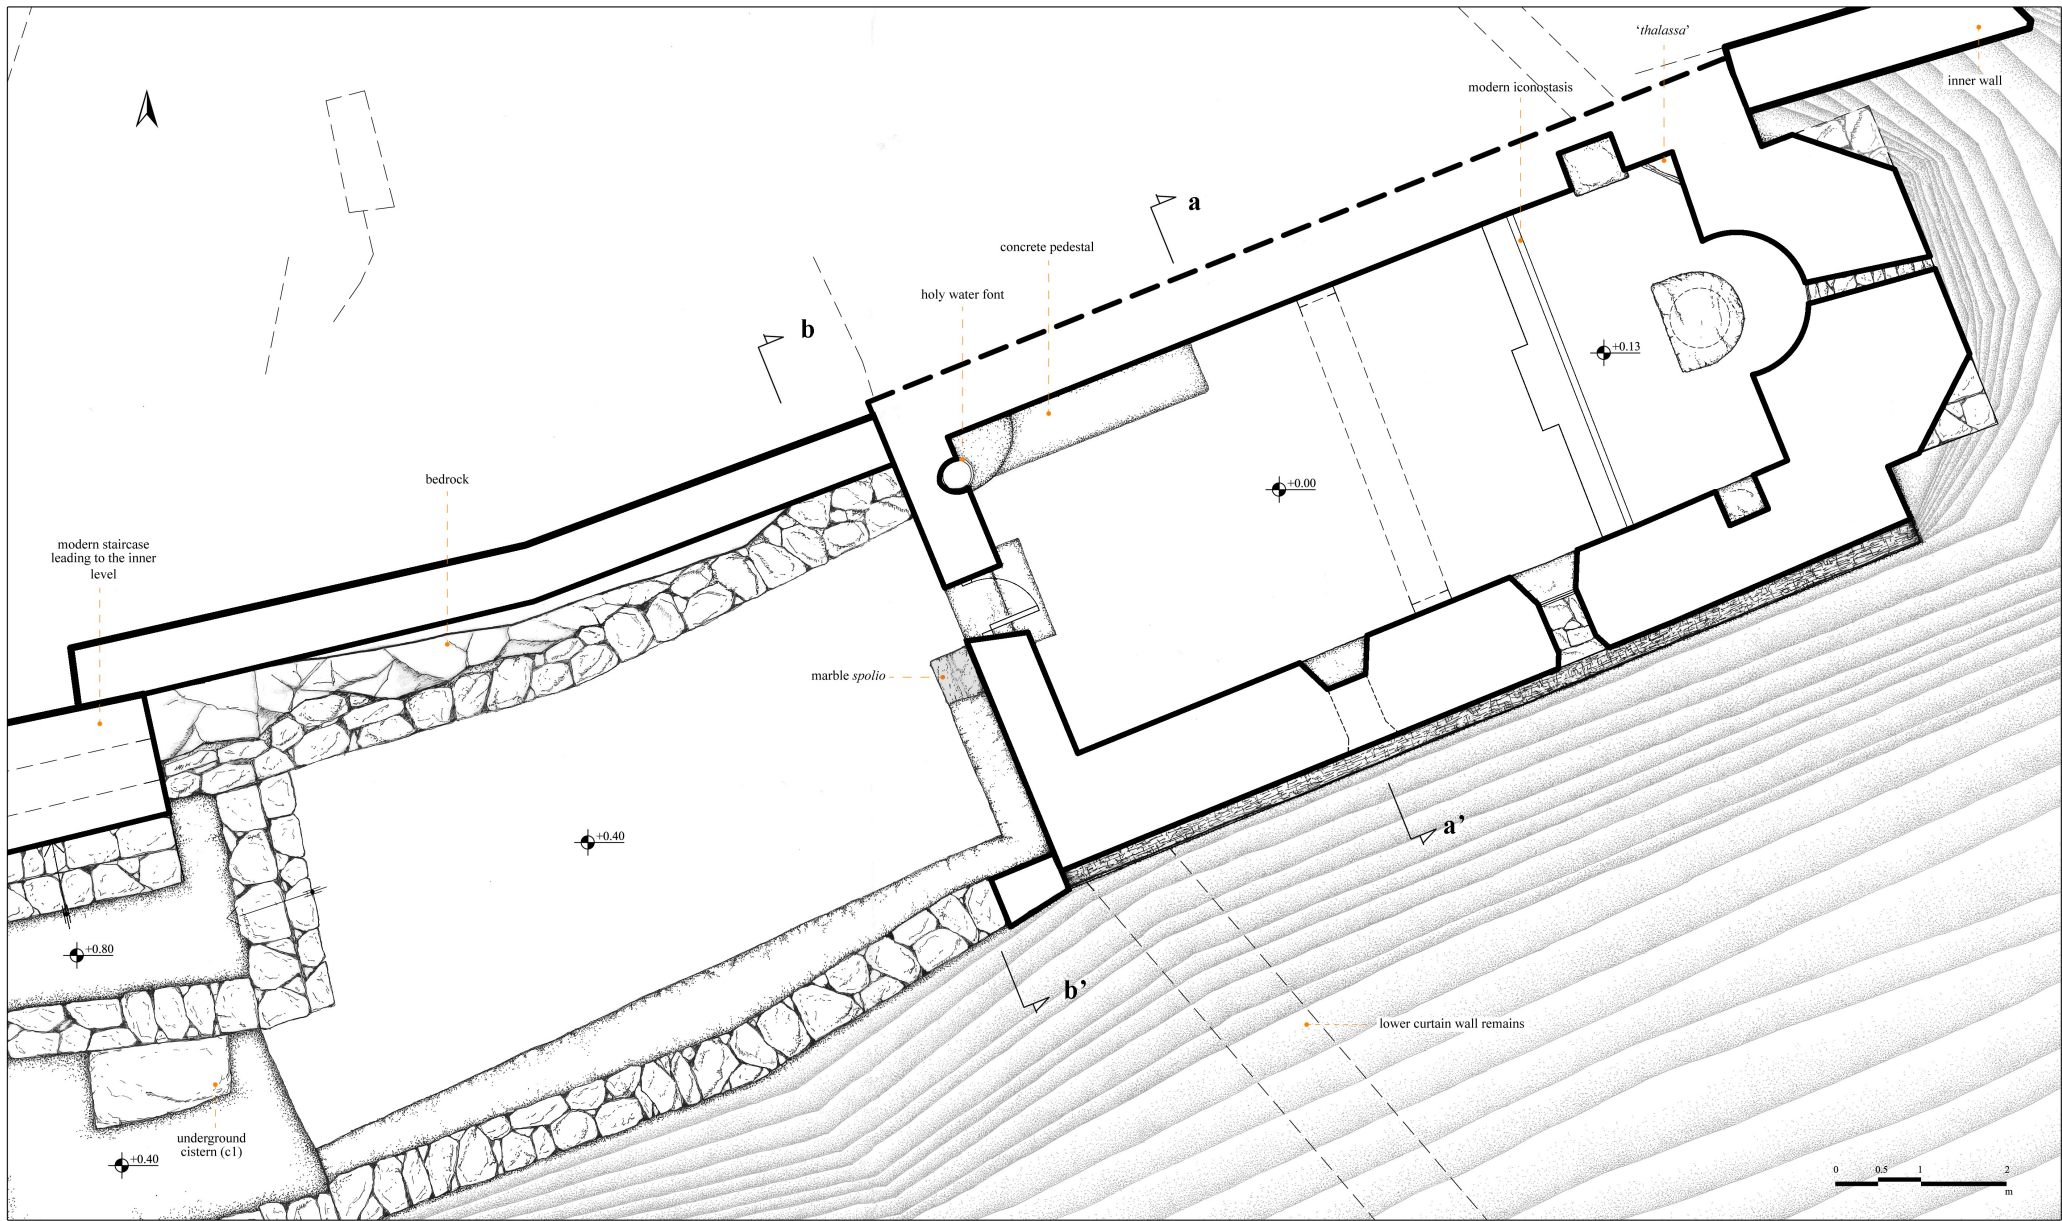 'thalassa'
inner wall
modern iconostasis
a
concrete pedestal
holy water font
b
+0.13
bedrock
+0.00
modern staircase
leading to the inner
level
marble spolio
+0.40
a’
+0.80
b’
lower curtain wall remains
underground
cistern (c1)
+0.40
0 0.5 1 2
m